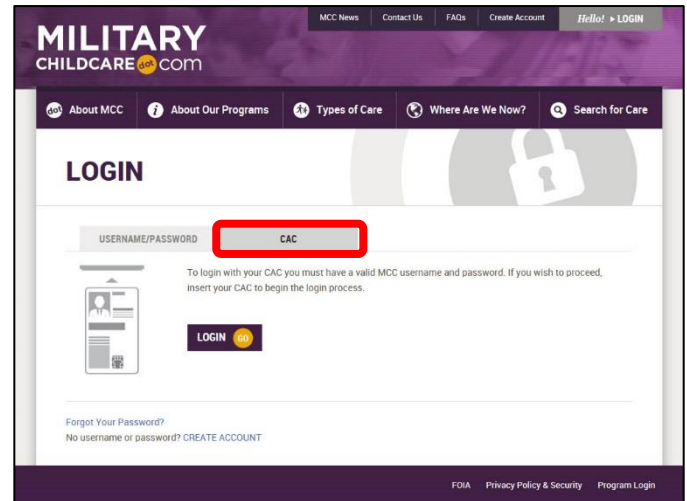 MCC News Contact Us FAQs Create Account Hello! ▸ LOGIN
MILITARY
CHILDCARE dot com
dot About MCC i About Our Programs Types of Care Where Are We Now? Search for Care
LOGIN
USERNAME/PASSWORD CAC
To login with your CAC you must have a valid MCC username and password. If you wish to proceed,
insert your CAC to begin the login process.
LOGIN GO
Forgot Your Password?
No username or password? CREATE ACCOUNT
FOIA Privacy Policy & Security Program Login